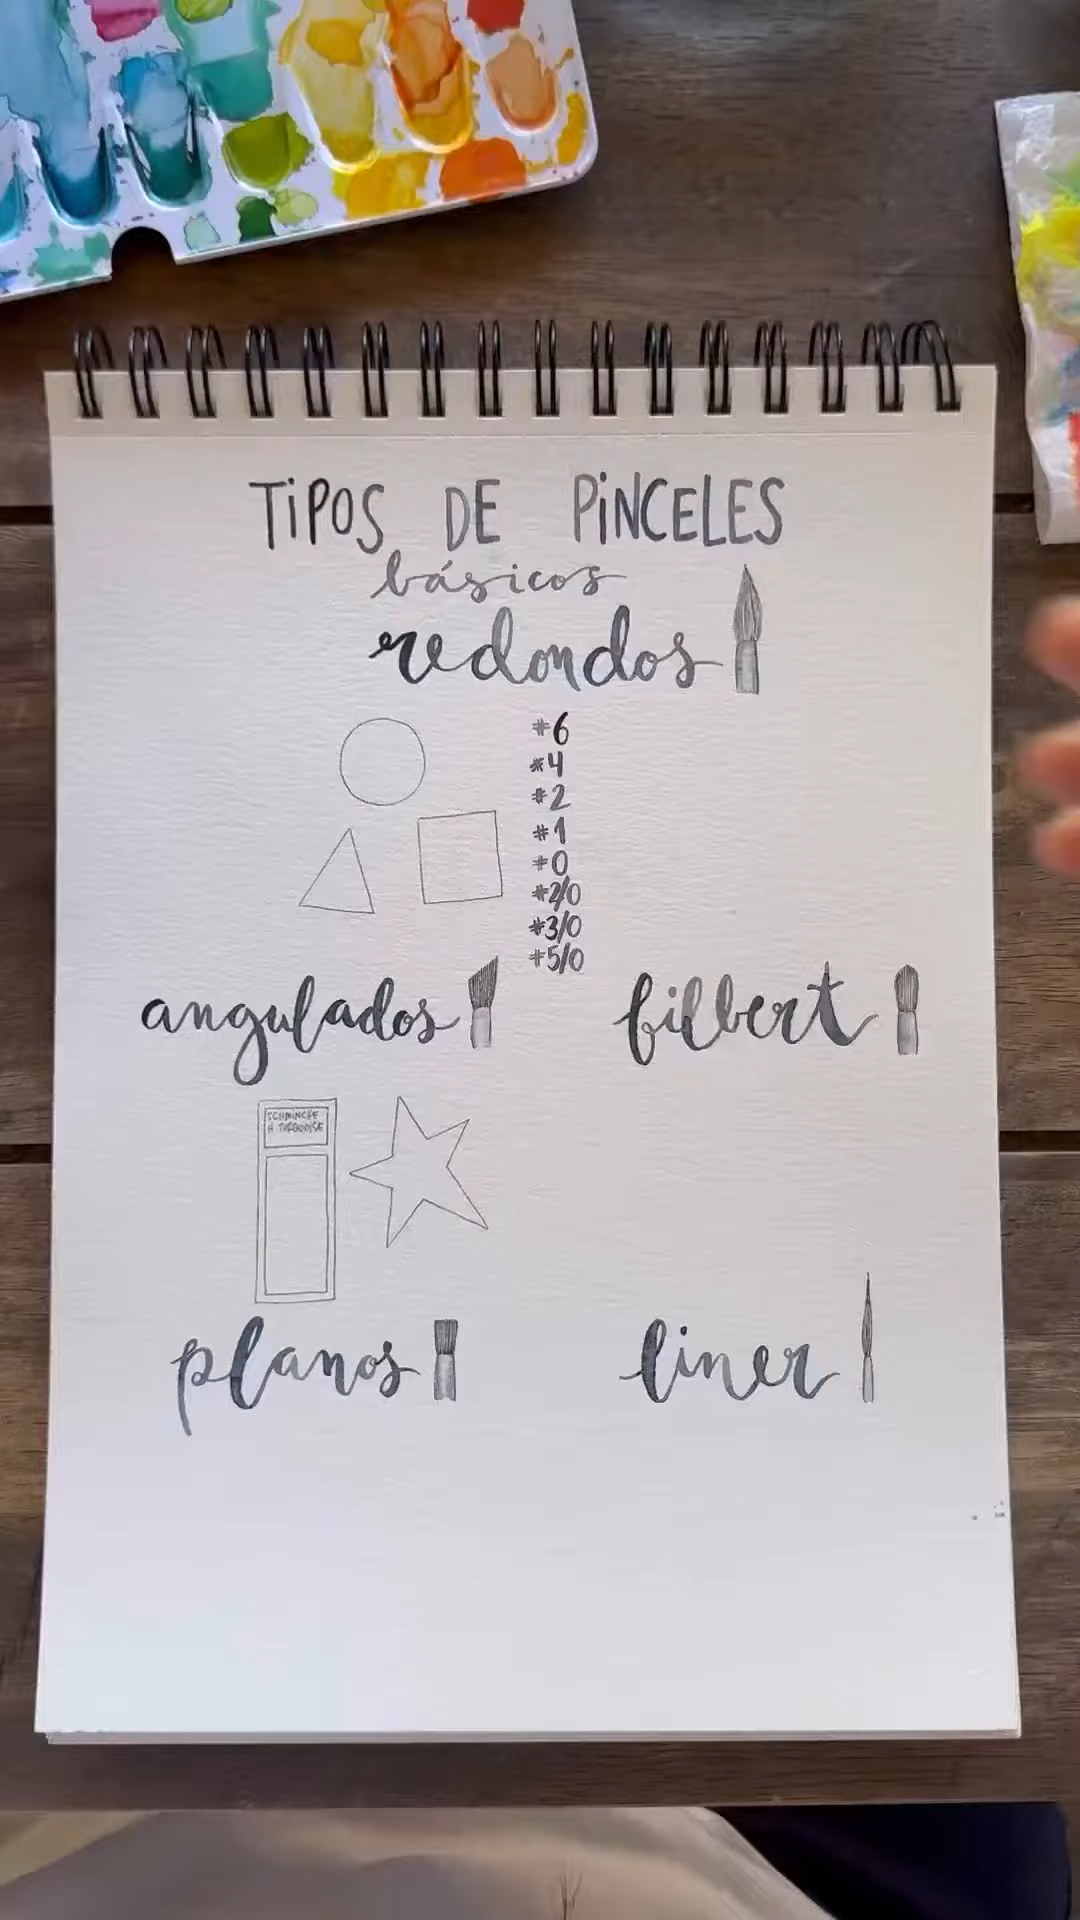 TiPOS DE PiNCELES
básicos
redondos
#6
#4
#2
#1
#0
#2/0
#3/0
#5/0
angulados
filbert
planos
liner